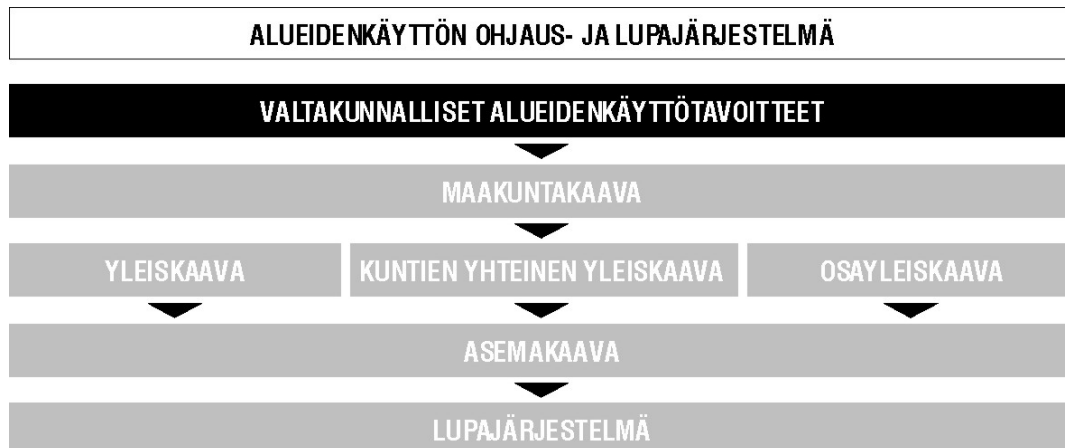 ALUEIDENKÄYTTÖN OHJAUS- JA LUPAJÄRJESTELMÄ
VALTAKUNNALLISET ALUEIDENKÄYTTÖTAVOITTEET
MAAKUNTAKAAVA
YLEISKAAVA
KUNTIEN YHTEINEN YLEISKAAVA
OSAYLEISKAAVA
ASEMAKAAVA
LUPAJÄRJESTELMÄ